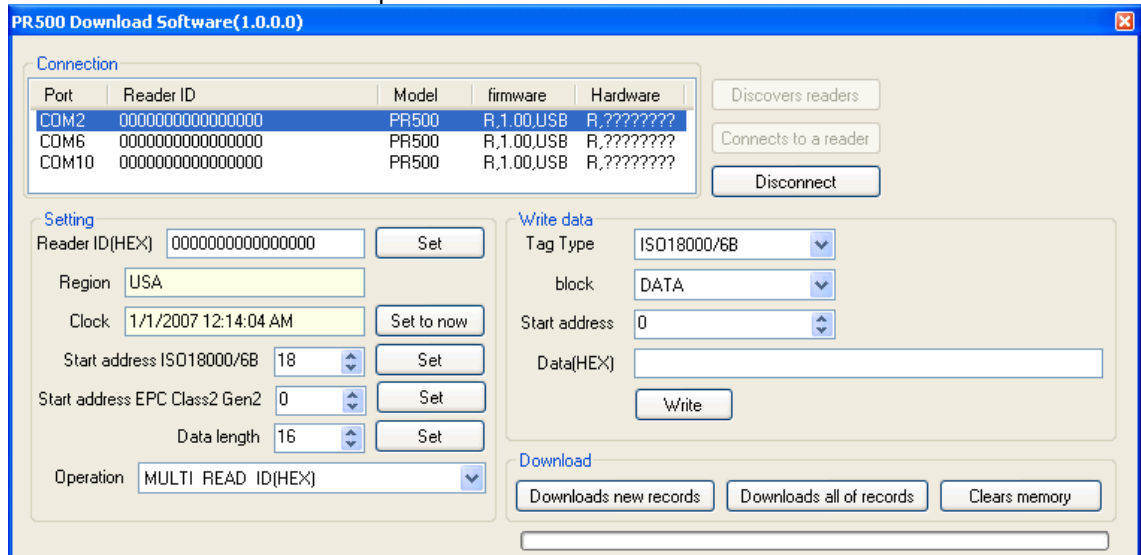 PR500 Download Software(1.0.0.0)
Connection
Port Reader ID Model firmware Hardware
COM2 0000000000000000 PR500 R,1.00,USB R,????????
COM6 0000000000000000 PR500 R,1.00,USB R,????????
COM10 0000000000000000 PR500 R,1.00,USB R,????????
Discovers readers
Connects to a reader
Disconnect
Setting
Reader ID(HEX) 0000000000000000 Set
Region USA
Clock 1/1/2007 12:14:04 AM Set to now
Start address ISO18000/6B 18 Set
Start address EPC Class2 Gen2 0 Set
Data length 16 Set
Operation MULTI READ ID(HEX)
Write data
Tag Type ISO18000/6B
block DATA
Start address 0
Data(HEX)
Write
Download
Downloads new records Downloads all of records Clears memory